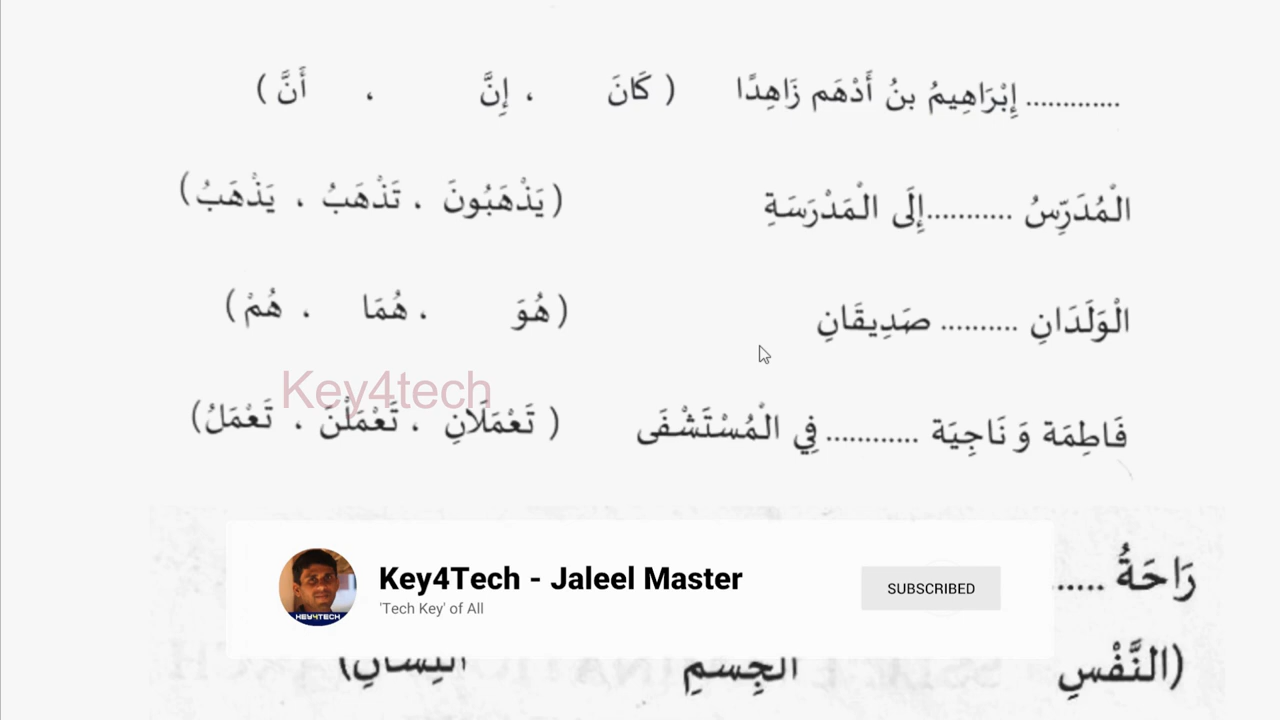 ............. إِبْرَاهِيمُ بنُ أَدْهَم زَاهِدًا ( كَانَ ، إِنَّ ، أَنَّ )
الْمُدَرِّسُ ...........إِلَى الْمَدْرَسَةِ ( يَذْهَبُونَ ، تَذْهَبُ ، يَذْهَبُ )
الْوَلَدَانِ .......... صَدِيقَانِ ( هُوَ ، هُمَا ، هُمْ )
Key4tech
فَاطِمَة وَ نَاجِيَة ............ فِي الْمُسْتَشْفَى ( تَعْمَلَانِ ، تَعْمَلْنَ ، تَعْمَلُ )
رَاحَةُ .....
Key4Tech - Jaleel Master
'Tech Key' of All
SUBSCRIBED
KEY4TECH
(النَّفْسِ الجِسمِ